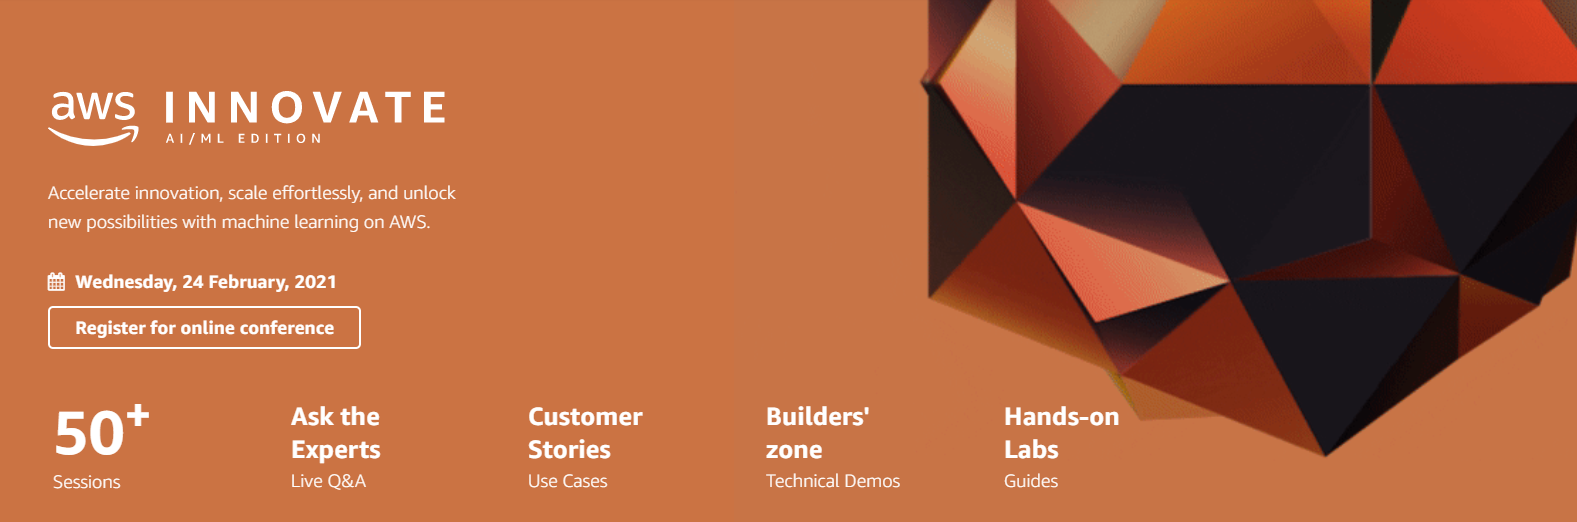 aws INNOVATE
AI/ML EDITION
Accelerate innovation, scale effortlessly, and unlock
new possibilities with machine learning on AWS.
Wednesday, 24 February, 2021
Register for online conference
50+
Sessions
Ask the
Experts
Live Q&A
Customer
Stories
Use Cases
Builders'
zone
Technical Demos
Hands-on
Labs
Guides